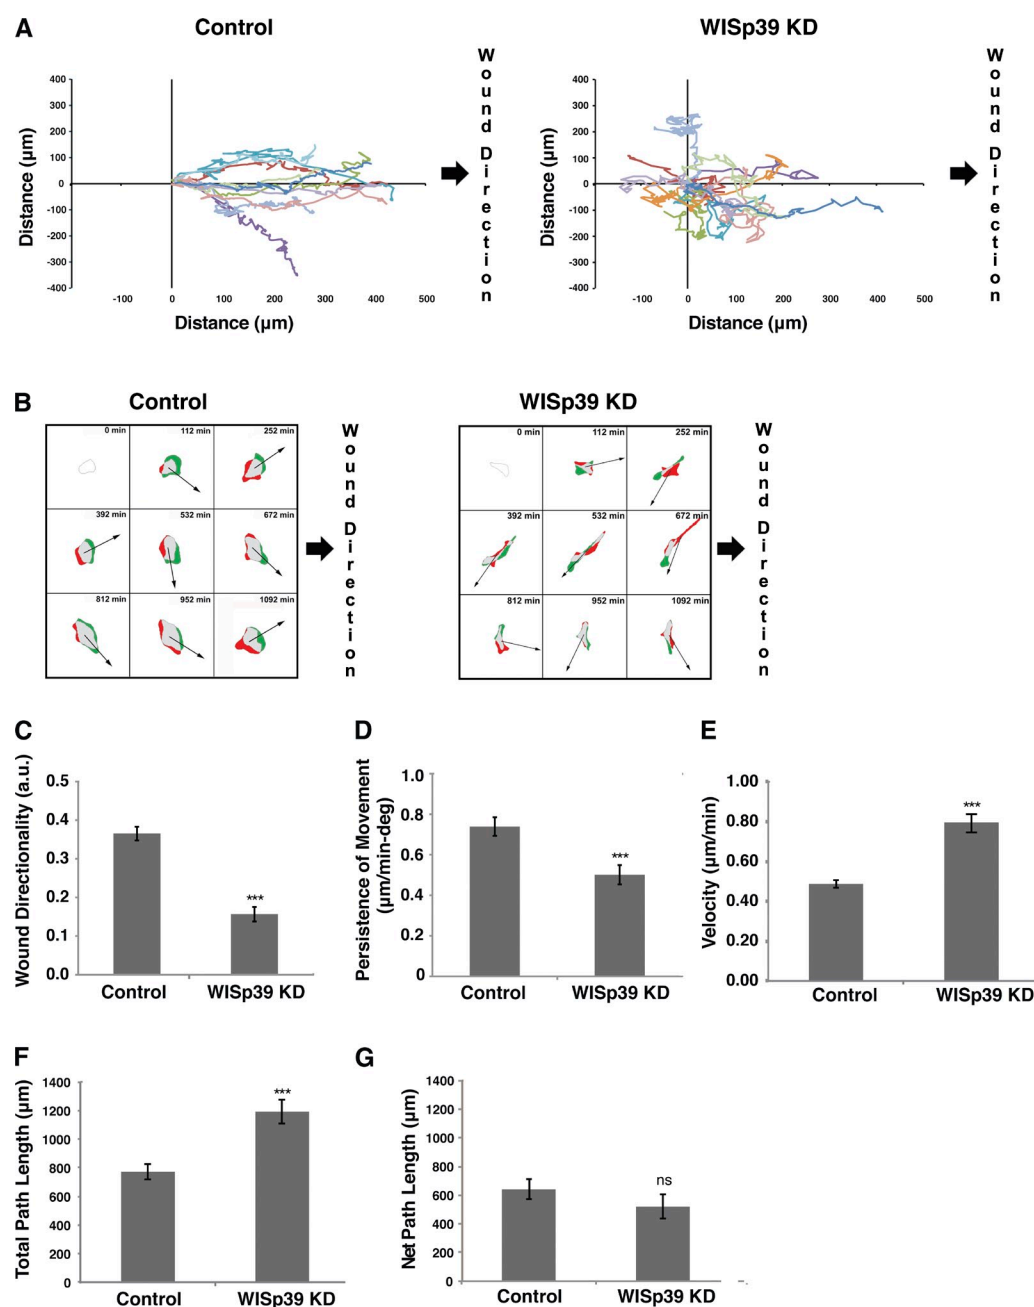 A
Control
WISp39 KD
Distance (µm)
400
300
200
100
0
-100
-200
-300
-400
-100
0
100
200
300
400
500
Distance (µm)
Wound Direction
Distance (µm)
400
300
200
100
0
-100
-200
-300
-400
-100
0
100
200
300
400
500
Distance (µm)
Wound Direction
B
Control
0 min
112 min
252 min
392 min
532 min
672 min
812 min
952 min
1092 min
Wound Direction
WISp39 KD
0 min
112 min
252 min
392 min
532 min
672 min
812 min
952 min
1092 min
Wound Direction
C
Wound Directionality (a.u.)
0.5
0.4
0.3
0.2
0.1
0.0
***
Control
WISp39 KD
D
Persistence of Movement
(µm/min-deg)
1.0
0.8
0.6
0.4
0.2
0
***
Control
WISp39 KD
E
Velocity (µm/min)
1.00
0.80
0.60
0.40
0.20
0.00
***
Control
WISp39 KD
F
Total Path Length (µm)
1400
1200
1000
800
600
400
200
0
***
Control
WISp39 KD
G
Net Path Length (µm)
1400
1200
1000
800
600
400
200
0
ns
Control
WISp39 KD